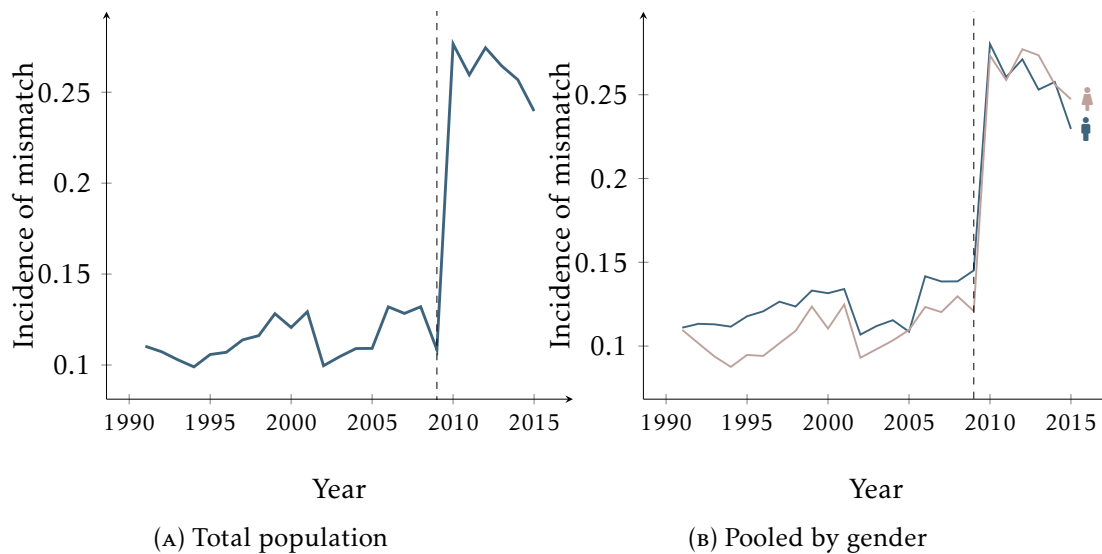 Incidence of mismatch
0.25
0.2
0.15
0.1
1990 1995 2000 2005 2010 2015
Year
(A) Total population
Incidence of mismatch
0.25
0.2
0.15
0.1
1990 1995 2000 2005 2010 2015
Year
(B) Pooled by gender